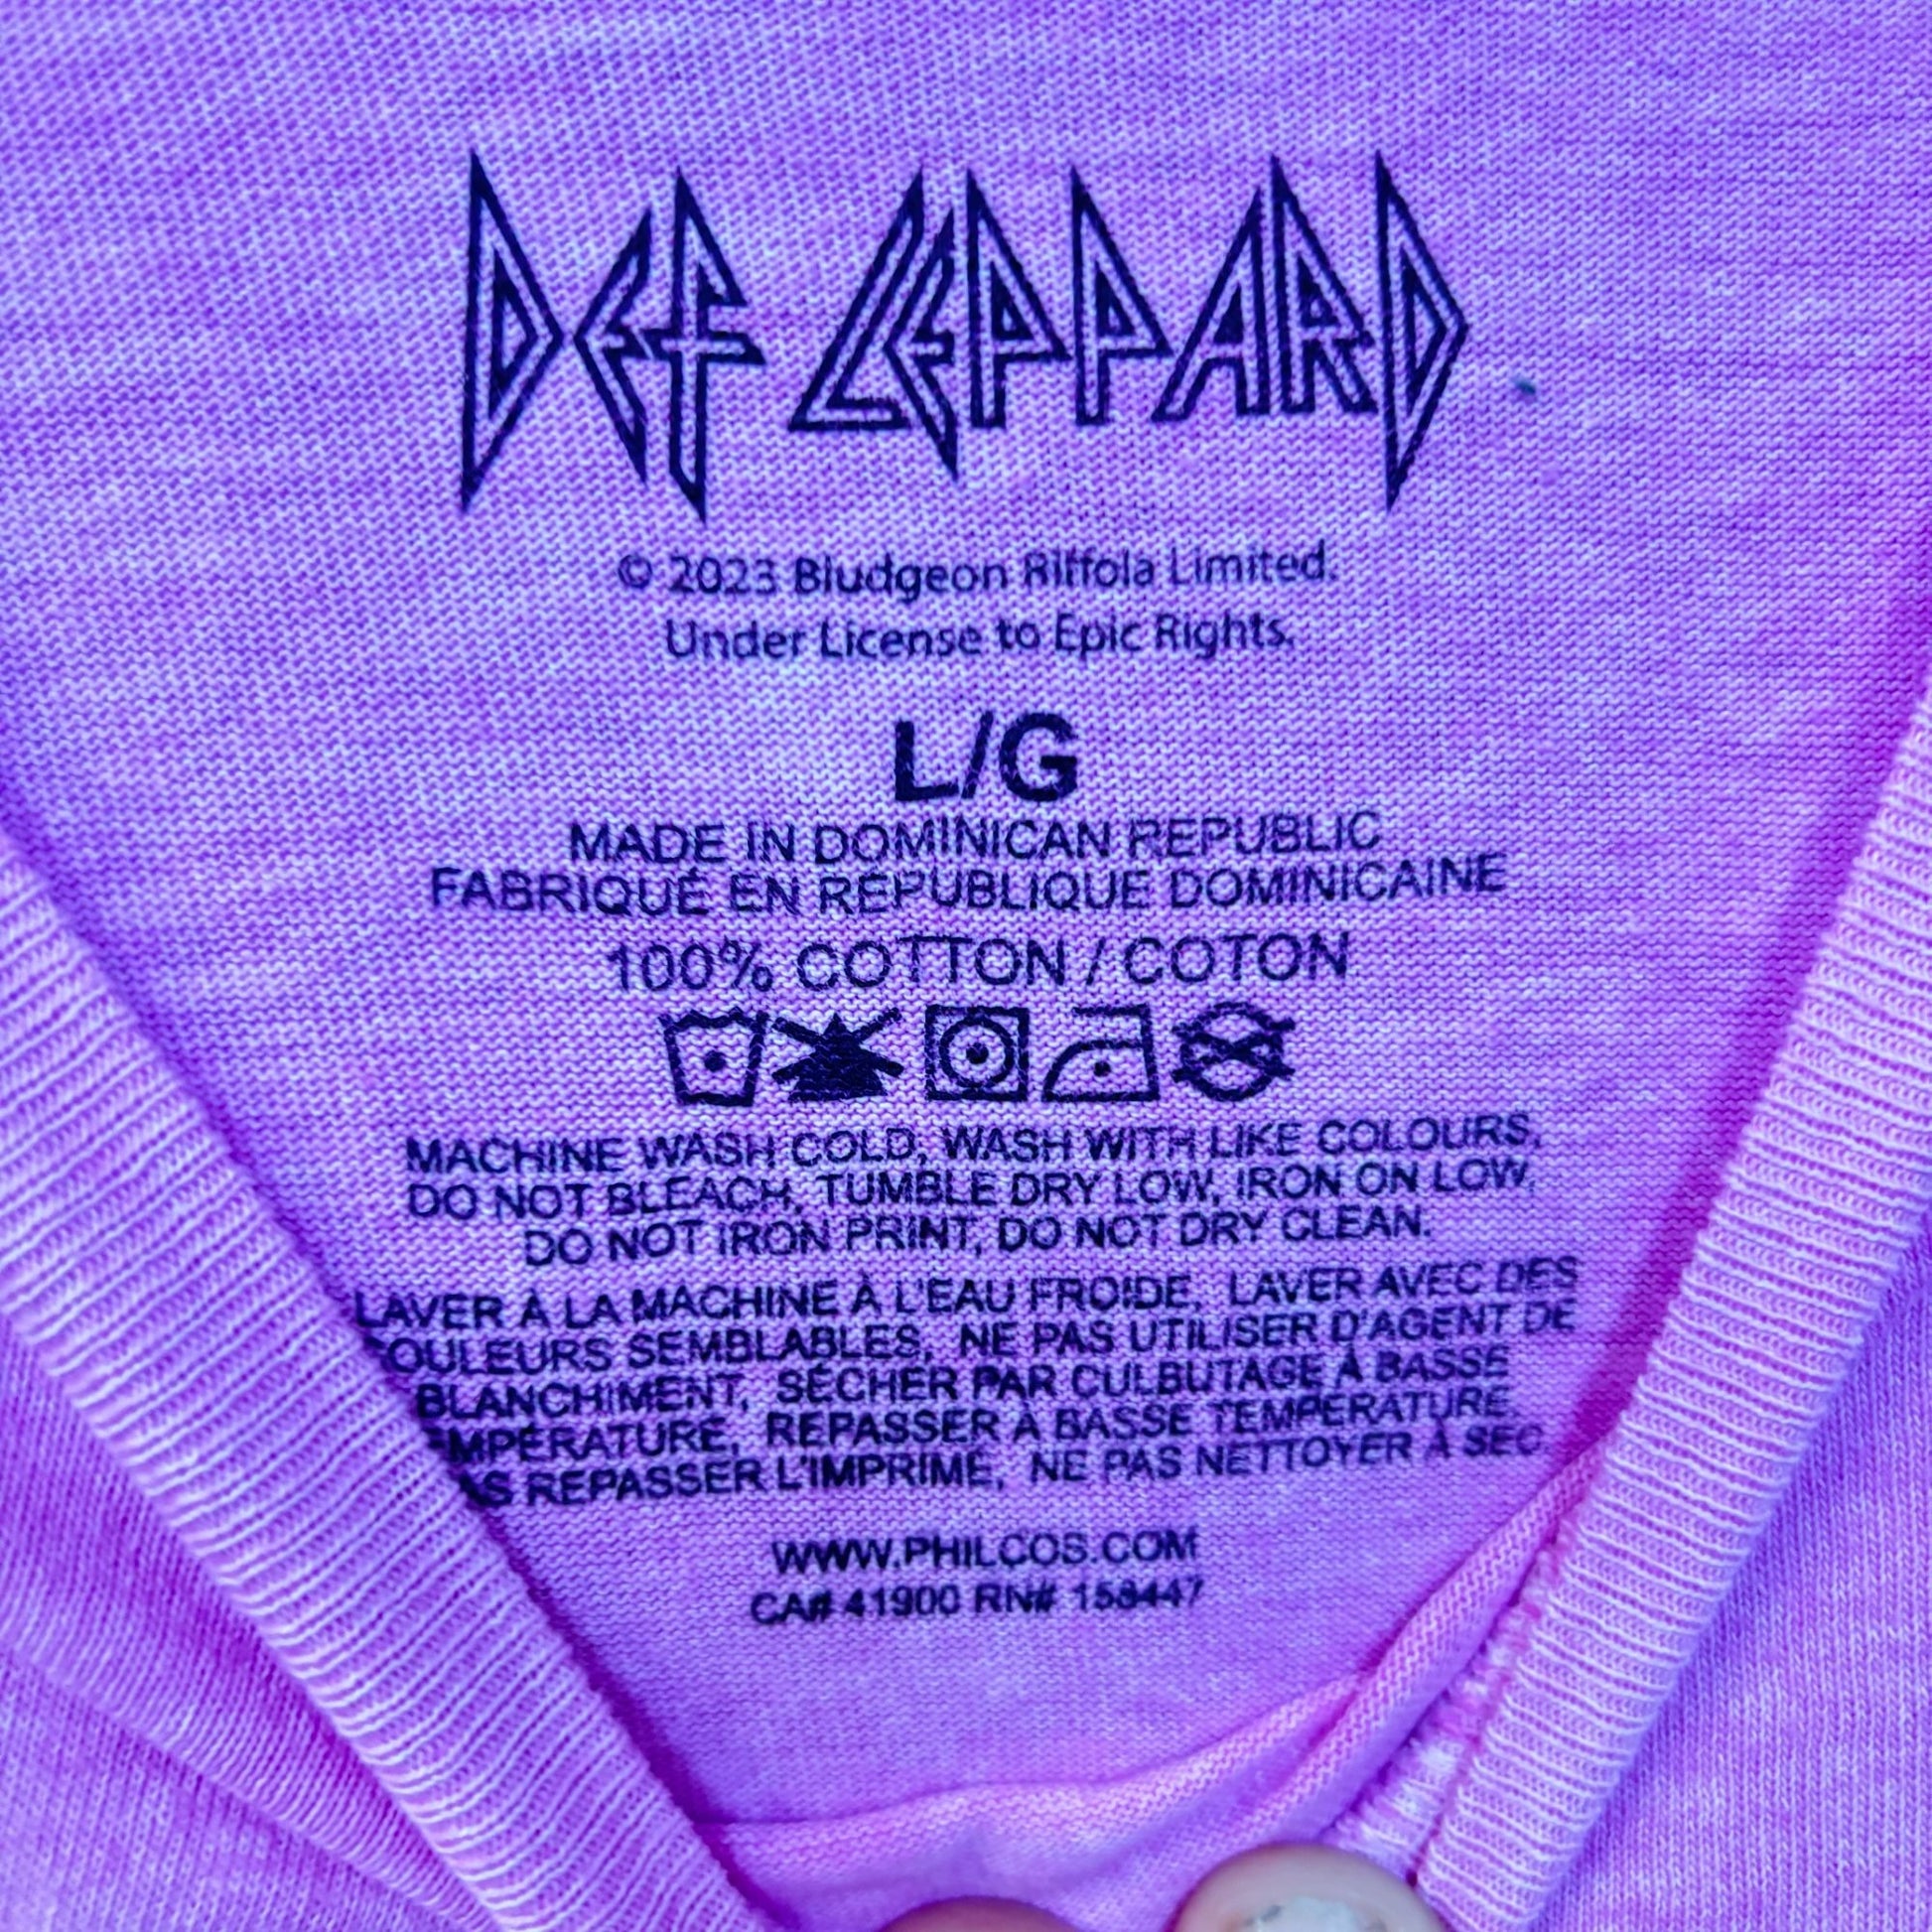 DEF LEPPARD
© 2023 Bludgeon Riffola Limited.
Under License to Epic Rights.
L/G
MADE IN DOMINICAN REPUBLIC
FABRIQUÉ EN RÉPUBLIQUE DOMINICAINE
100% COTTON / COTON
MACHINE WASH COLD, WASH WITH LIKE COLOURS,
DO NOT BLEACH, TUMBLE DRY LOW, IRON ON LOW,
DO NOT IRON PRINT, DO NOT DRY CLEAN.
LAVER À LA MACHINE À L'EAU FROIDE, LAVER AVEC DES
COULEURS SEMBLABLES, NE PAS UTILISER D'AGENT DE
BLANCHIMENT, SÉCHER PAR CULBUTAGE À BASSE
TEMPÉRATURE, REPASSER À BASSE TEMPÉRATURE
REPASSER L'IMPRIMÉ, NE PAS NETTOYER À SEC
WWW.PHILCOS.COM
CA# 41900 RN# 158447